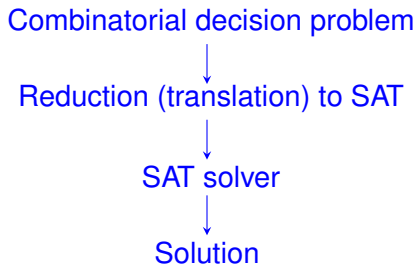 Combinatorial decision problem
Reduction (translation) to SAT
SAT solver
Solution